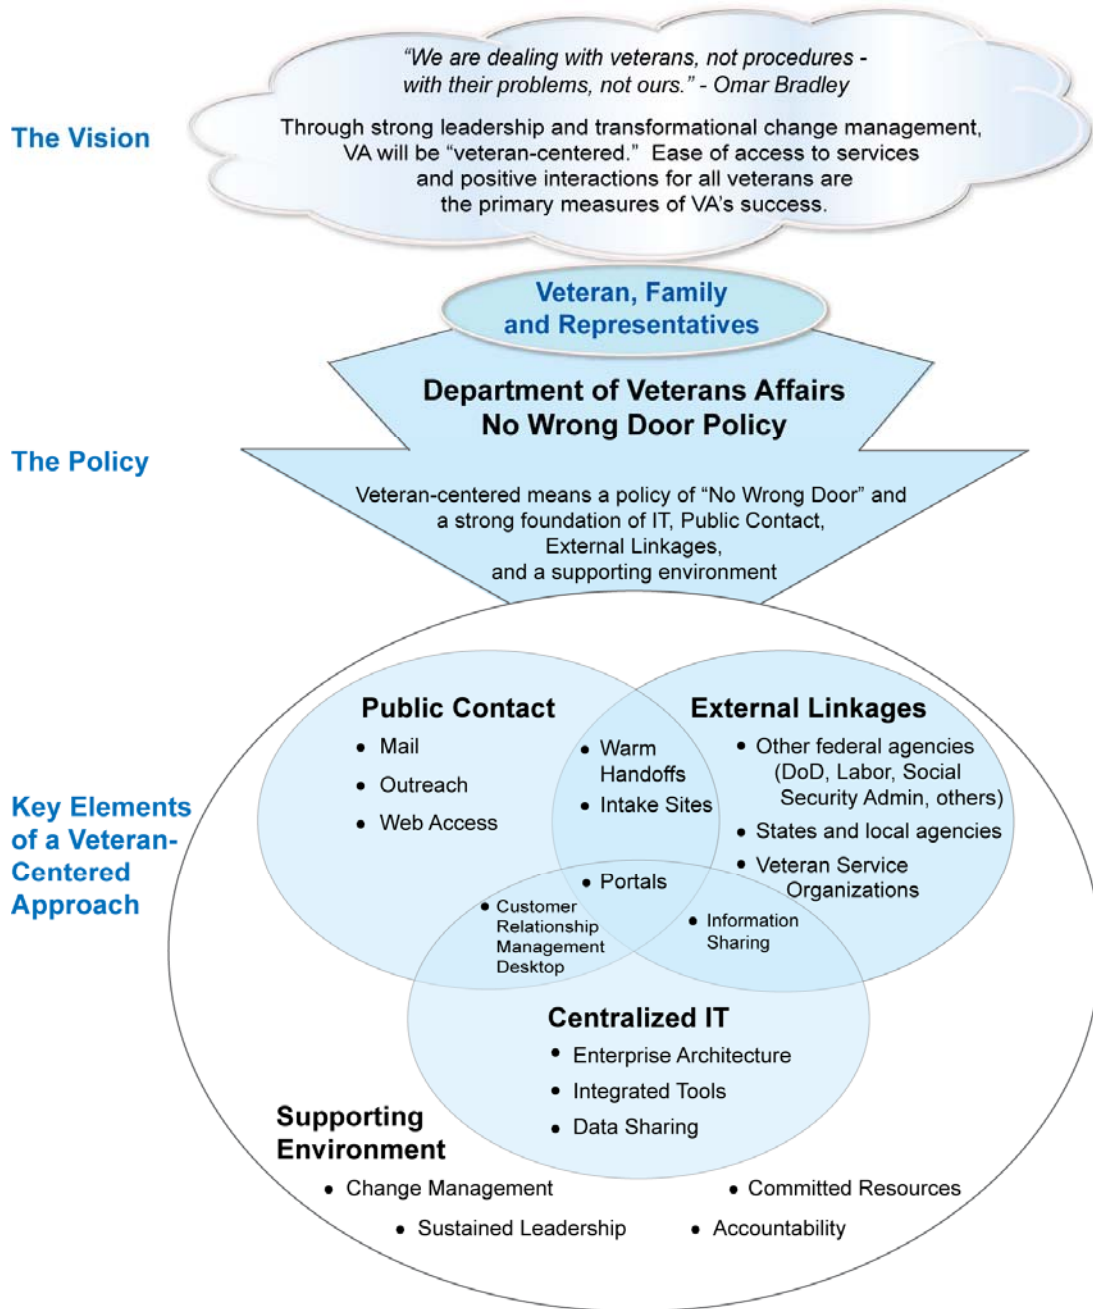 “We are dealing with veterans, not procedures -
with their problems, not ours.” - Omar Bradley
The Vision
Through strong leadership and transformational change management,
VA will be “veteran-centered.” Ease of access to services
and positive interactions for all veterans are
the primary measures of VA’s success.
Veteran, Family
and Representatives
Department of Veterans Affairs
No Wrong Door Policy
The Policy
Veteran-centered means a policy of “No Wrong Door” and
a strong foundation of IT, Public Contact,
External Linkages,
and a supporting environment
Key Elements
of a Veteran-
Centered
Approach
Public Contact
• Mail
• Outreach
• Web Access
• Warm
Handoffs
• Intake Sites
External Linkages
• Other federal agencies
(DoD, Labor, Social
Security Admin, others)
• States and local agencies
• Veteran Service
Organizations
• Portals
• Customer
Relationship
Management
Desktop
• Information
Sharing
Centralized IT
• Enterprise Architecture
• Integrated Tools
• Data Sharing
Supporting
Environment
• Change Management
• Committed Resources
• Sustained Leadership
• Accountability